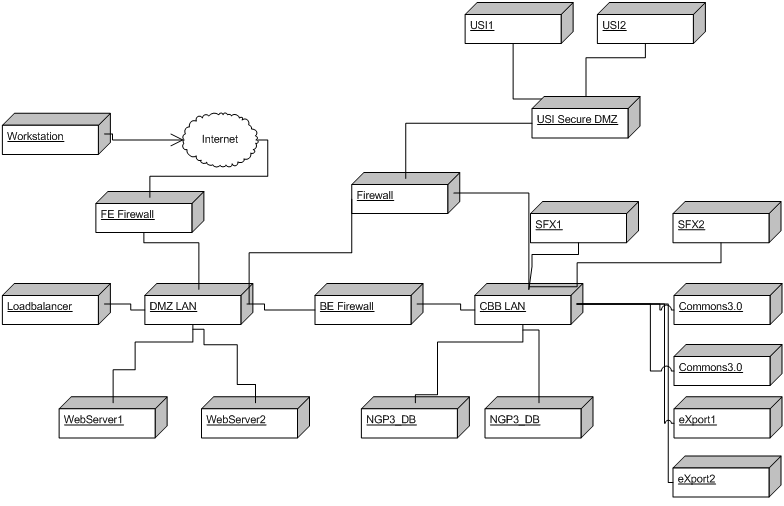 USI1
USI2
USI Secure DMZ
Workstation
Internet
Firewall
FE Firewall
SFX1
SFX2
Loadbalancer
DMZ LAN
BE Firewall
CBB LAN
Commons3.0
Commons3.0
WebServer1
WebServer2
NGP3_DB
NGP3_DB
eXport1
eXport2